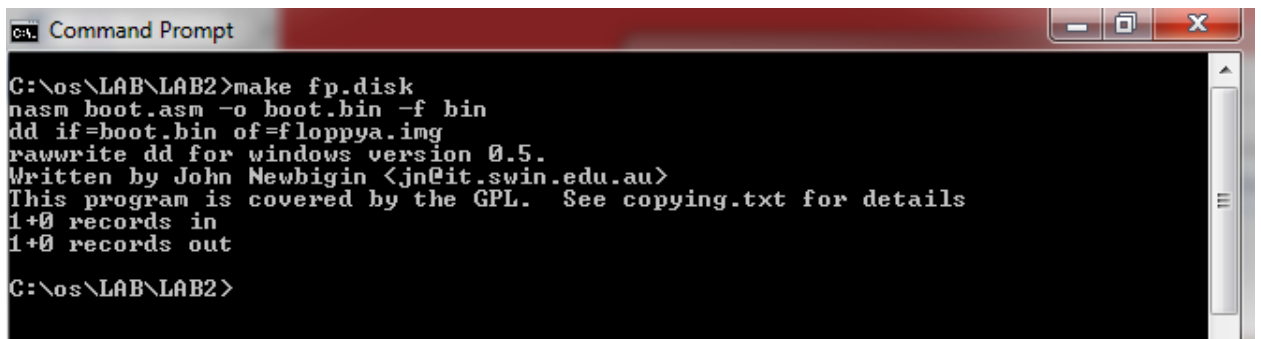 Command Prompt
C:\os\LAB\LAB2>make fp.disk
nasm boot.asm -o boot.bin -f bin
dd if=boot.bin of=floppya.img
rawwrite dd for windows version 0.5.
Written by John Newbigin <jn@it.swin.edu.au>
This program is covered by the GPL.  See copying.txt for details
1+0 records in
1+0 records out
C:\os\LAB\LAB2>